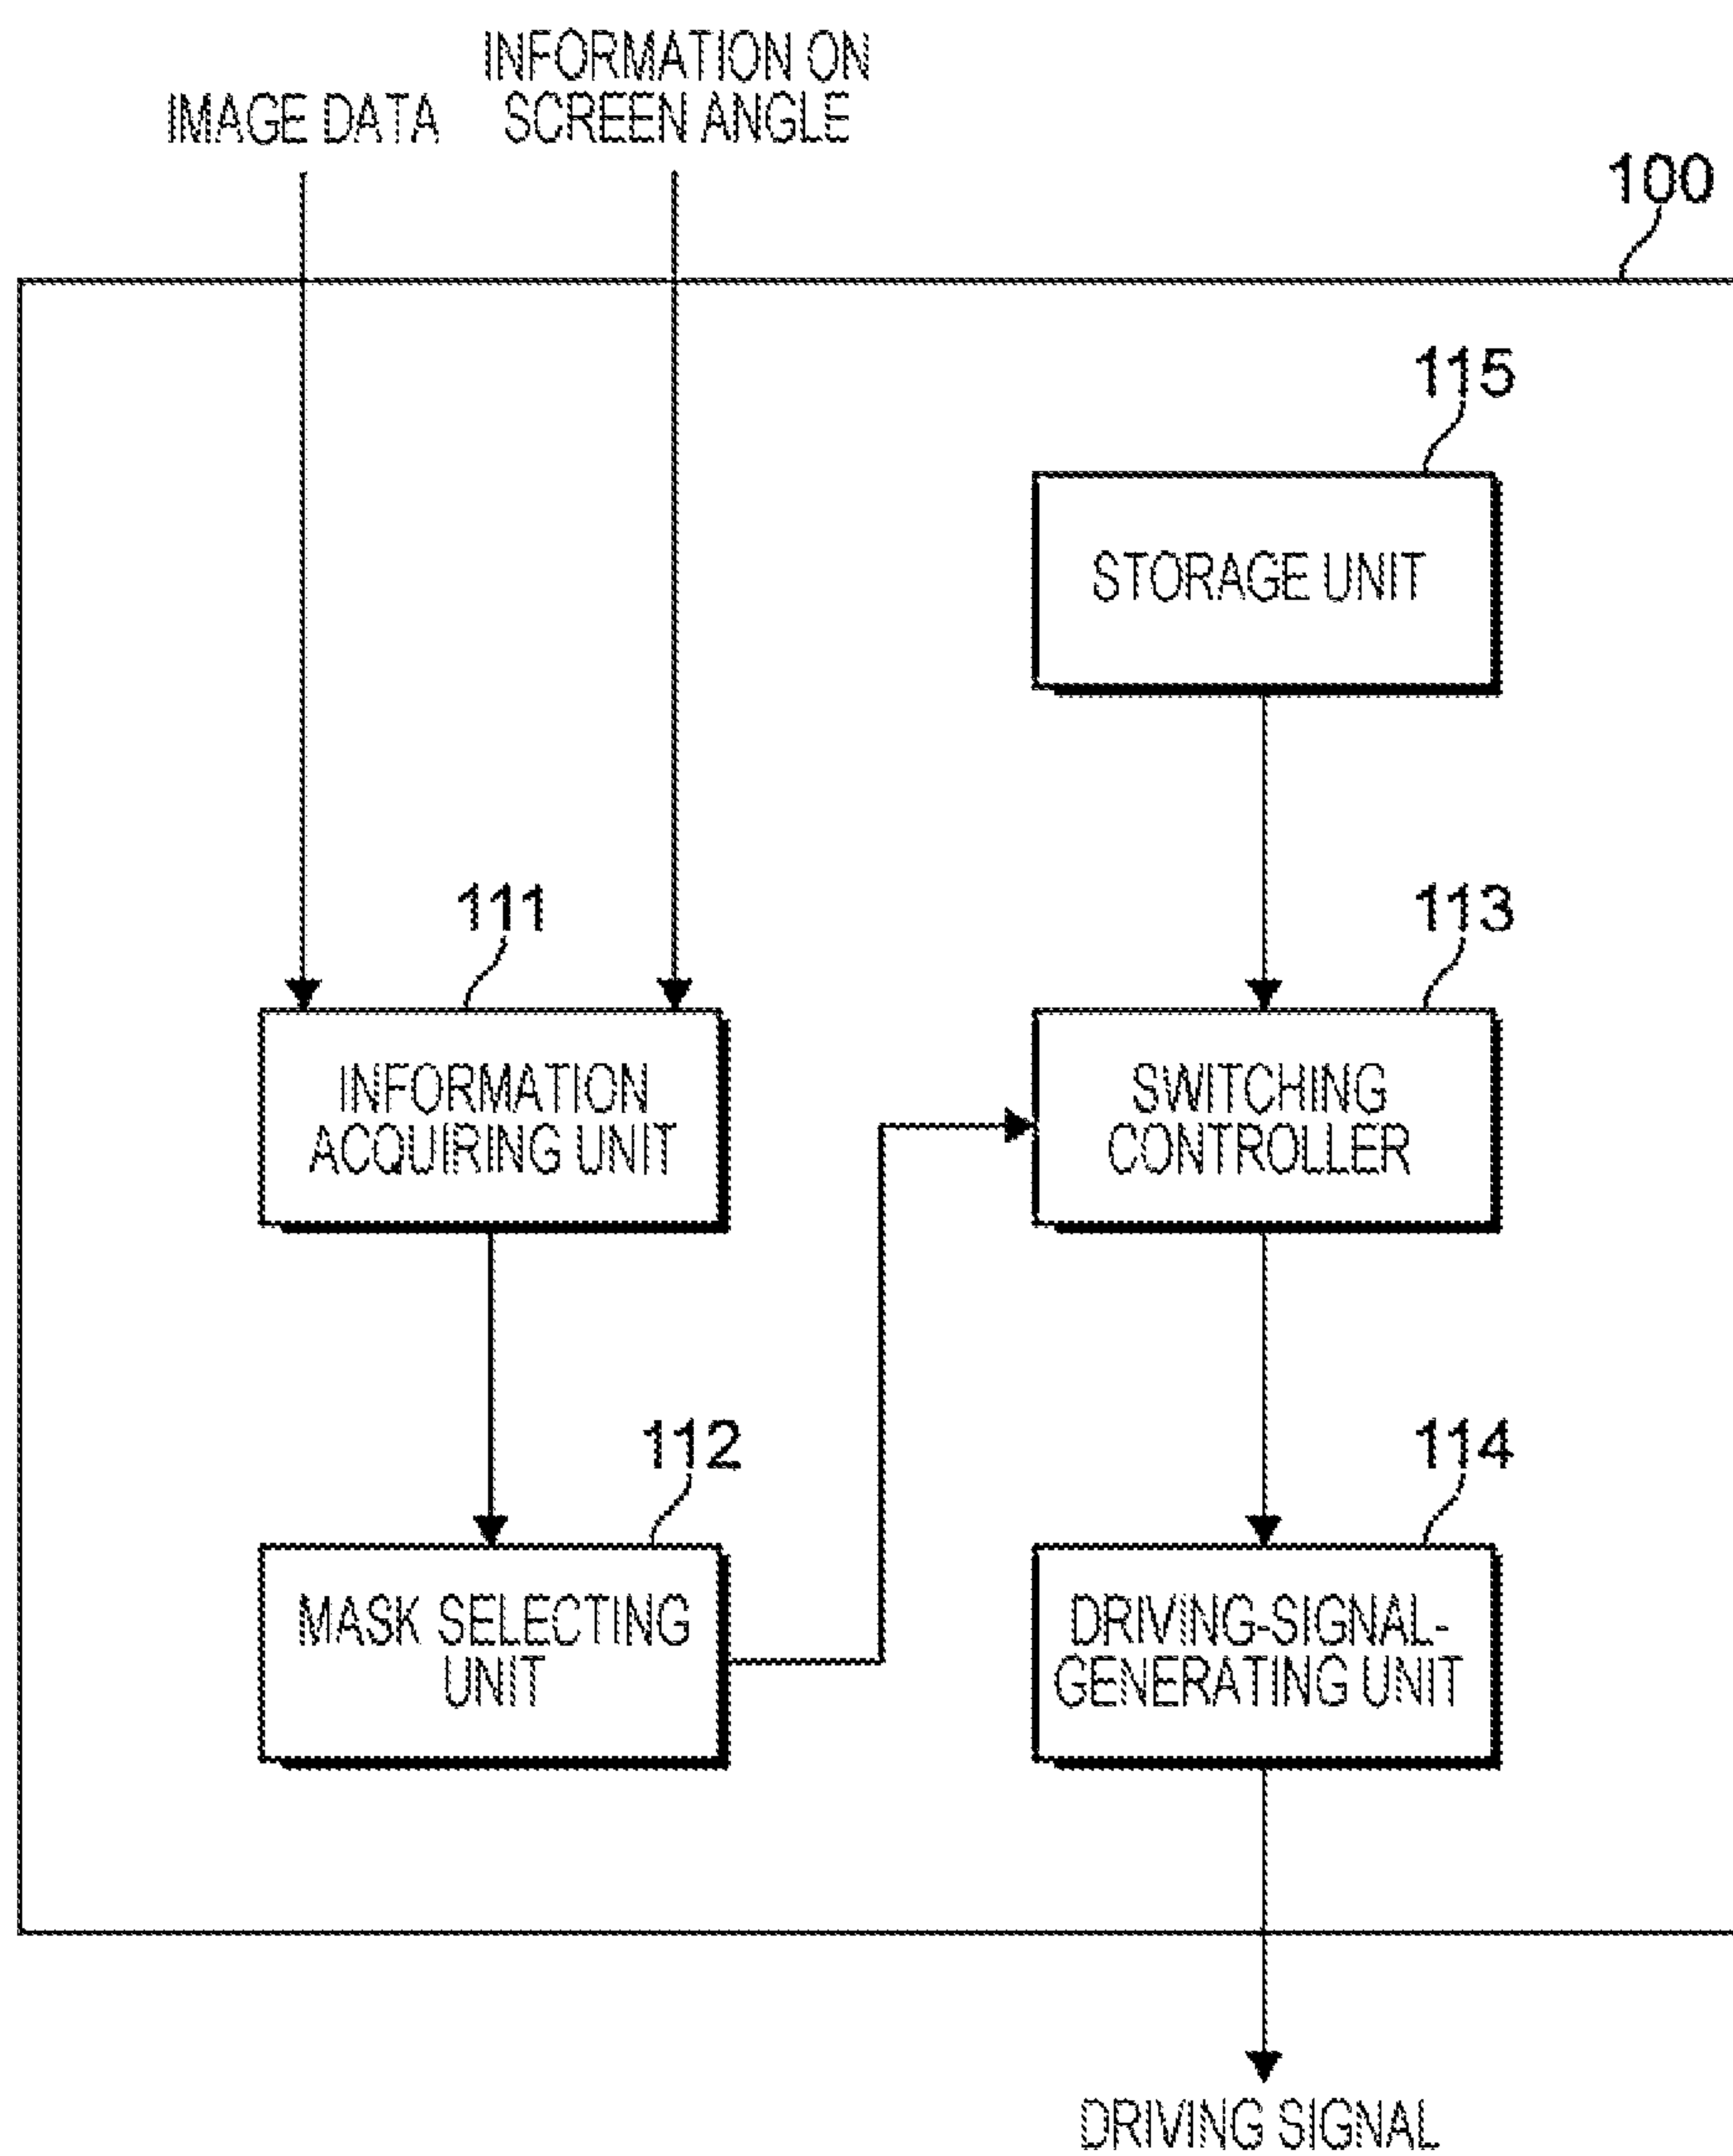 IMAGE DATA
INFORMATION ON
SCREEN ANGLE
100
115
STORAGE UNIT
111
INFORMATION
ACQUIRING UNIT
113
SWITCHING
CONTROLLER
112
MASK SELECTING
UNIT
114
DRIVING-SIGNAL-
GENERATING UNIT
DRIVING SIGNAL